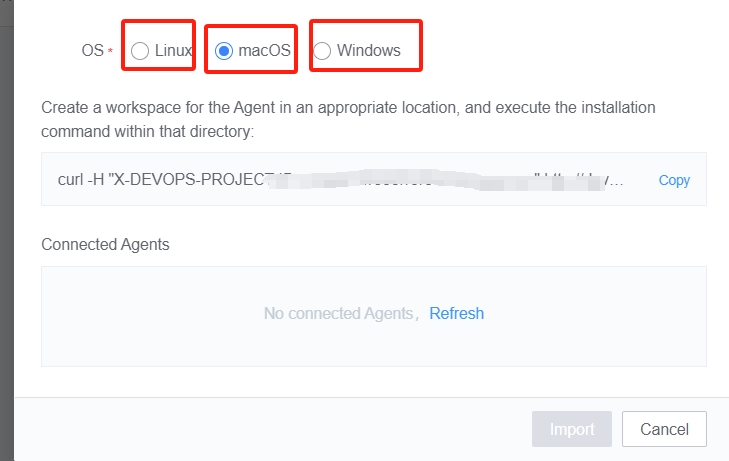 OS * Linux macOS Windows
Create a workspace for the Agent in an appropriate location, and execute the installation
command within that directory:
curl -H "X-DEVOPS-PROJECT … Copy
Connected Agents
No connected Agents, Refresh
Import Cancel